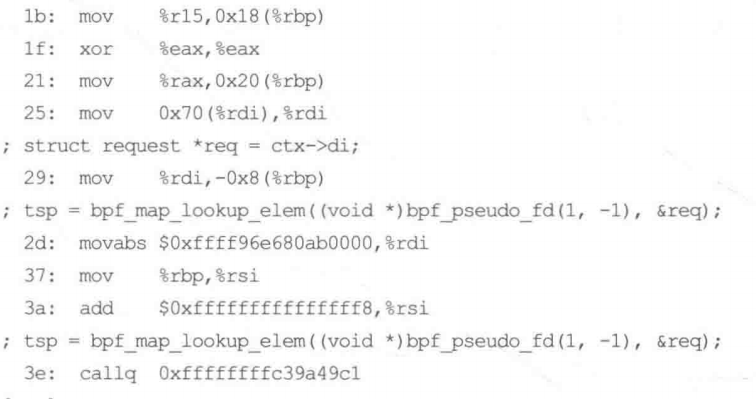 1b: mov %r15,0x18(%rbp)
1f: xor %eax,%eax
21: mov %rax,0x20(%rbp)
25: mov 0x70(%rdi),%rdi
; struct request *req = ctx->di;
29: mov %rdi,-0x8(%rbp)
; tsp = bpf_map_lookup_elem((void *)bpf_pseudo_fd(1, -1), &req);
2d: movabs $0xffff96e680ab0000,%rdi
37: mov %rbp,%rsi
3a: add $0xfffffffffffffff8,%rsi
; tsp = bpf_map_lookup_elem((void *)bpf_pseudo_fd(1, -1), &req);
3e: callq 0xffffffffc39a49c1